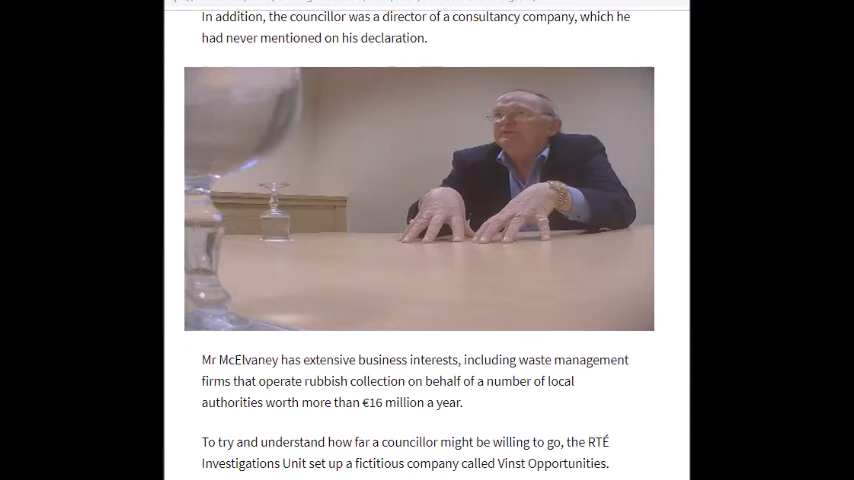 In addition, the councillor was a director of a consultancy company, which he
had never mentioned on his declaration.
Mr McElvaney has extensive business interests, including waste management
firms that operate rubbish collection on behalf of a number of local
authorities worth more than €16 million a year.
To try and understand how far a councillor might be willing to go, the RTÉ
Investigations Unit set up a fictitious company called Vinst Opportunities.